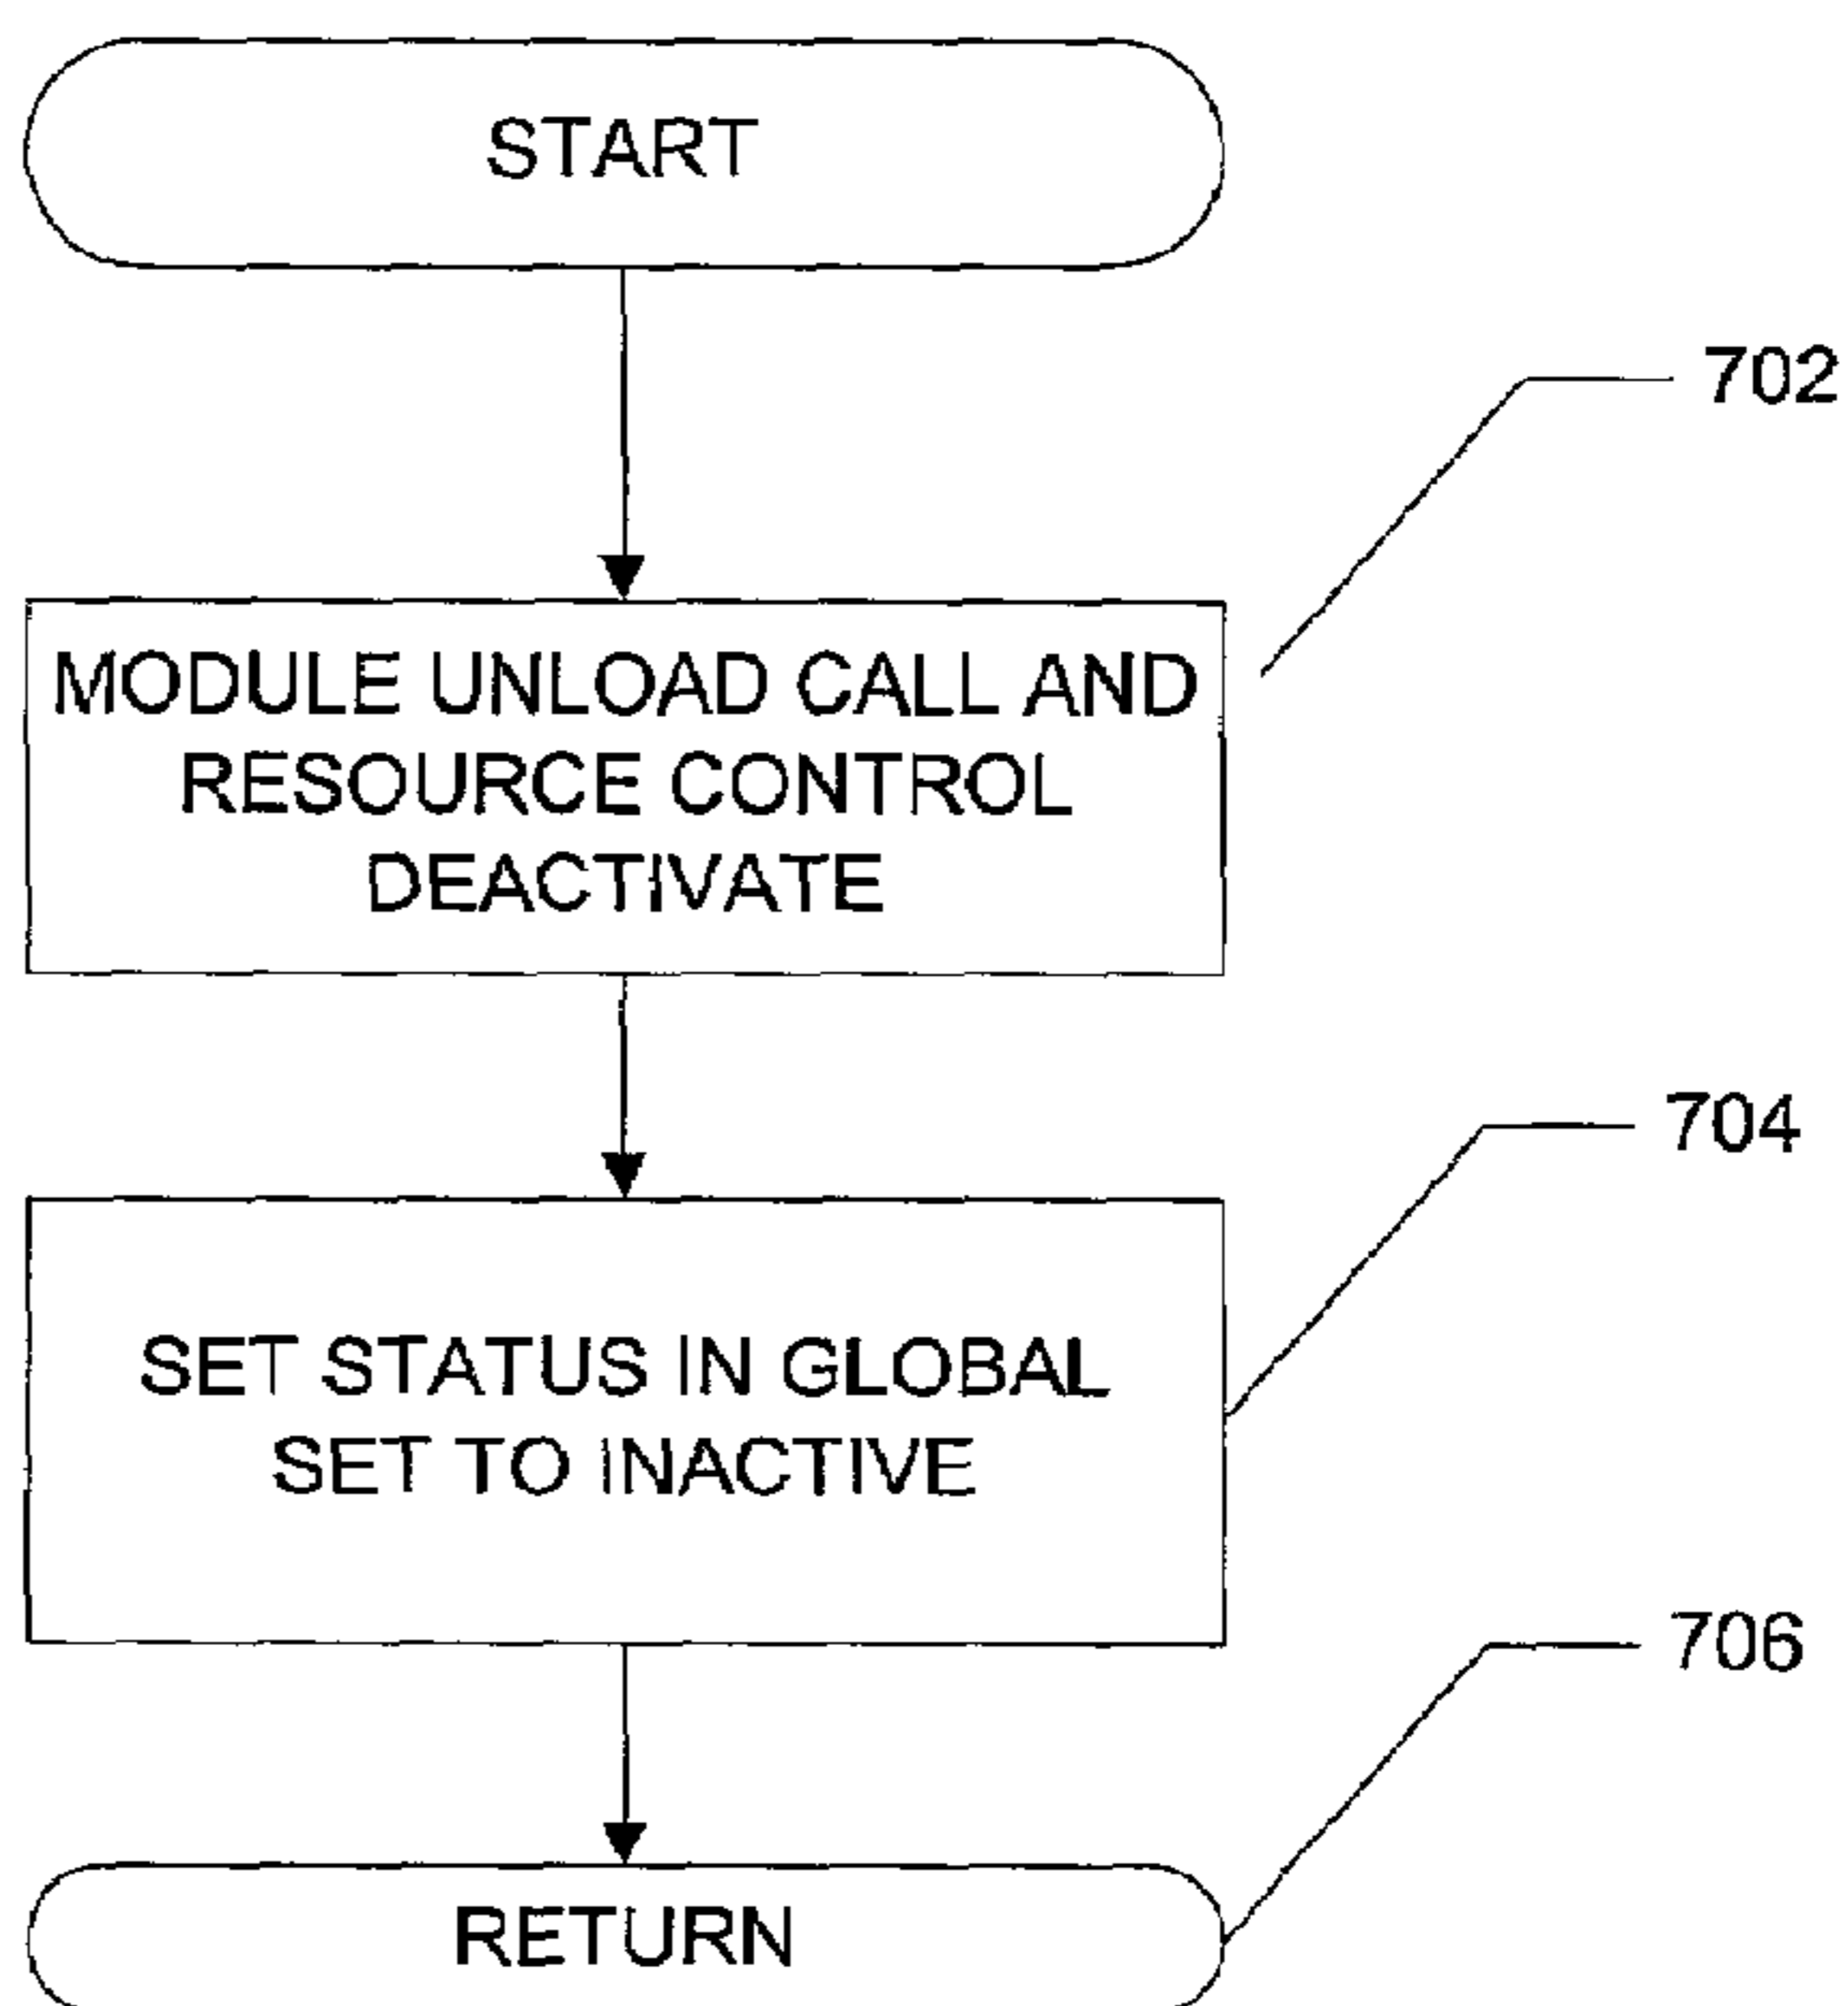 START
702
MODULE UNLOAD CALL AND
RESOURCE CONTROL
DEACTIVATE
704
SET STATUS IN GLOBAL
SET TO INACTIVE
706
RETURN